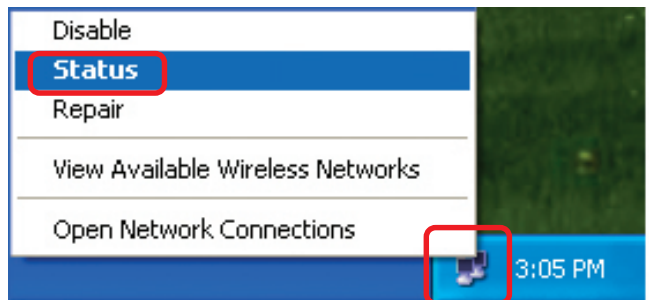 Disable
Status
Repair
View Available Wireless Networks
Open Network Connections
3:05 PM